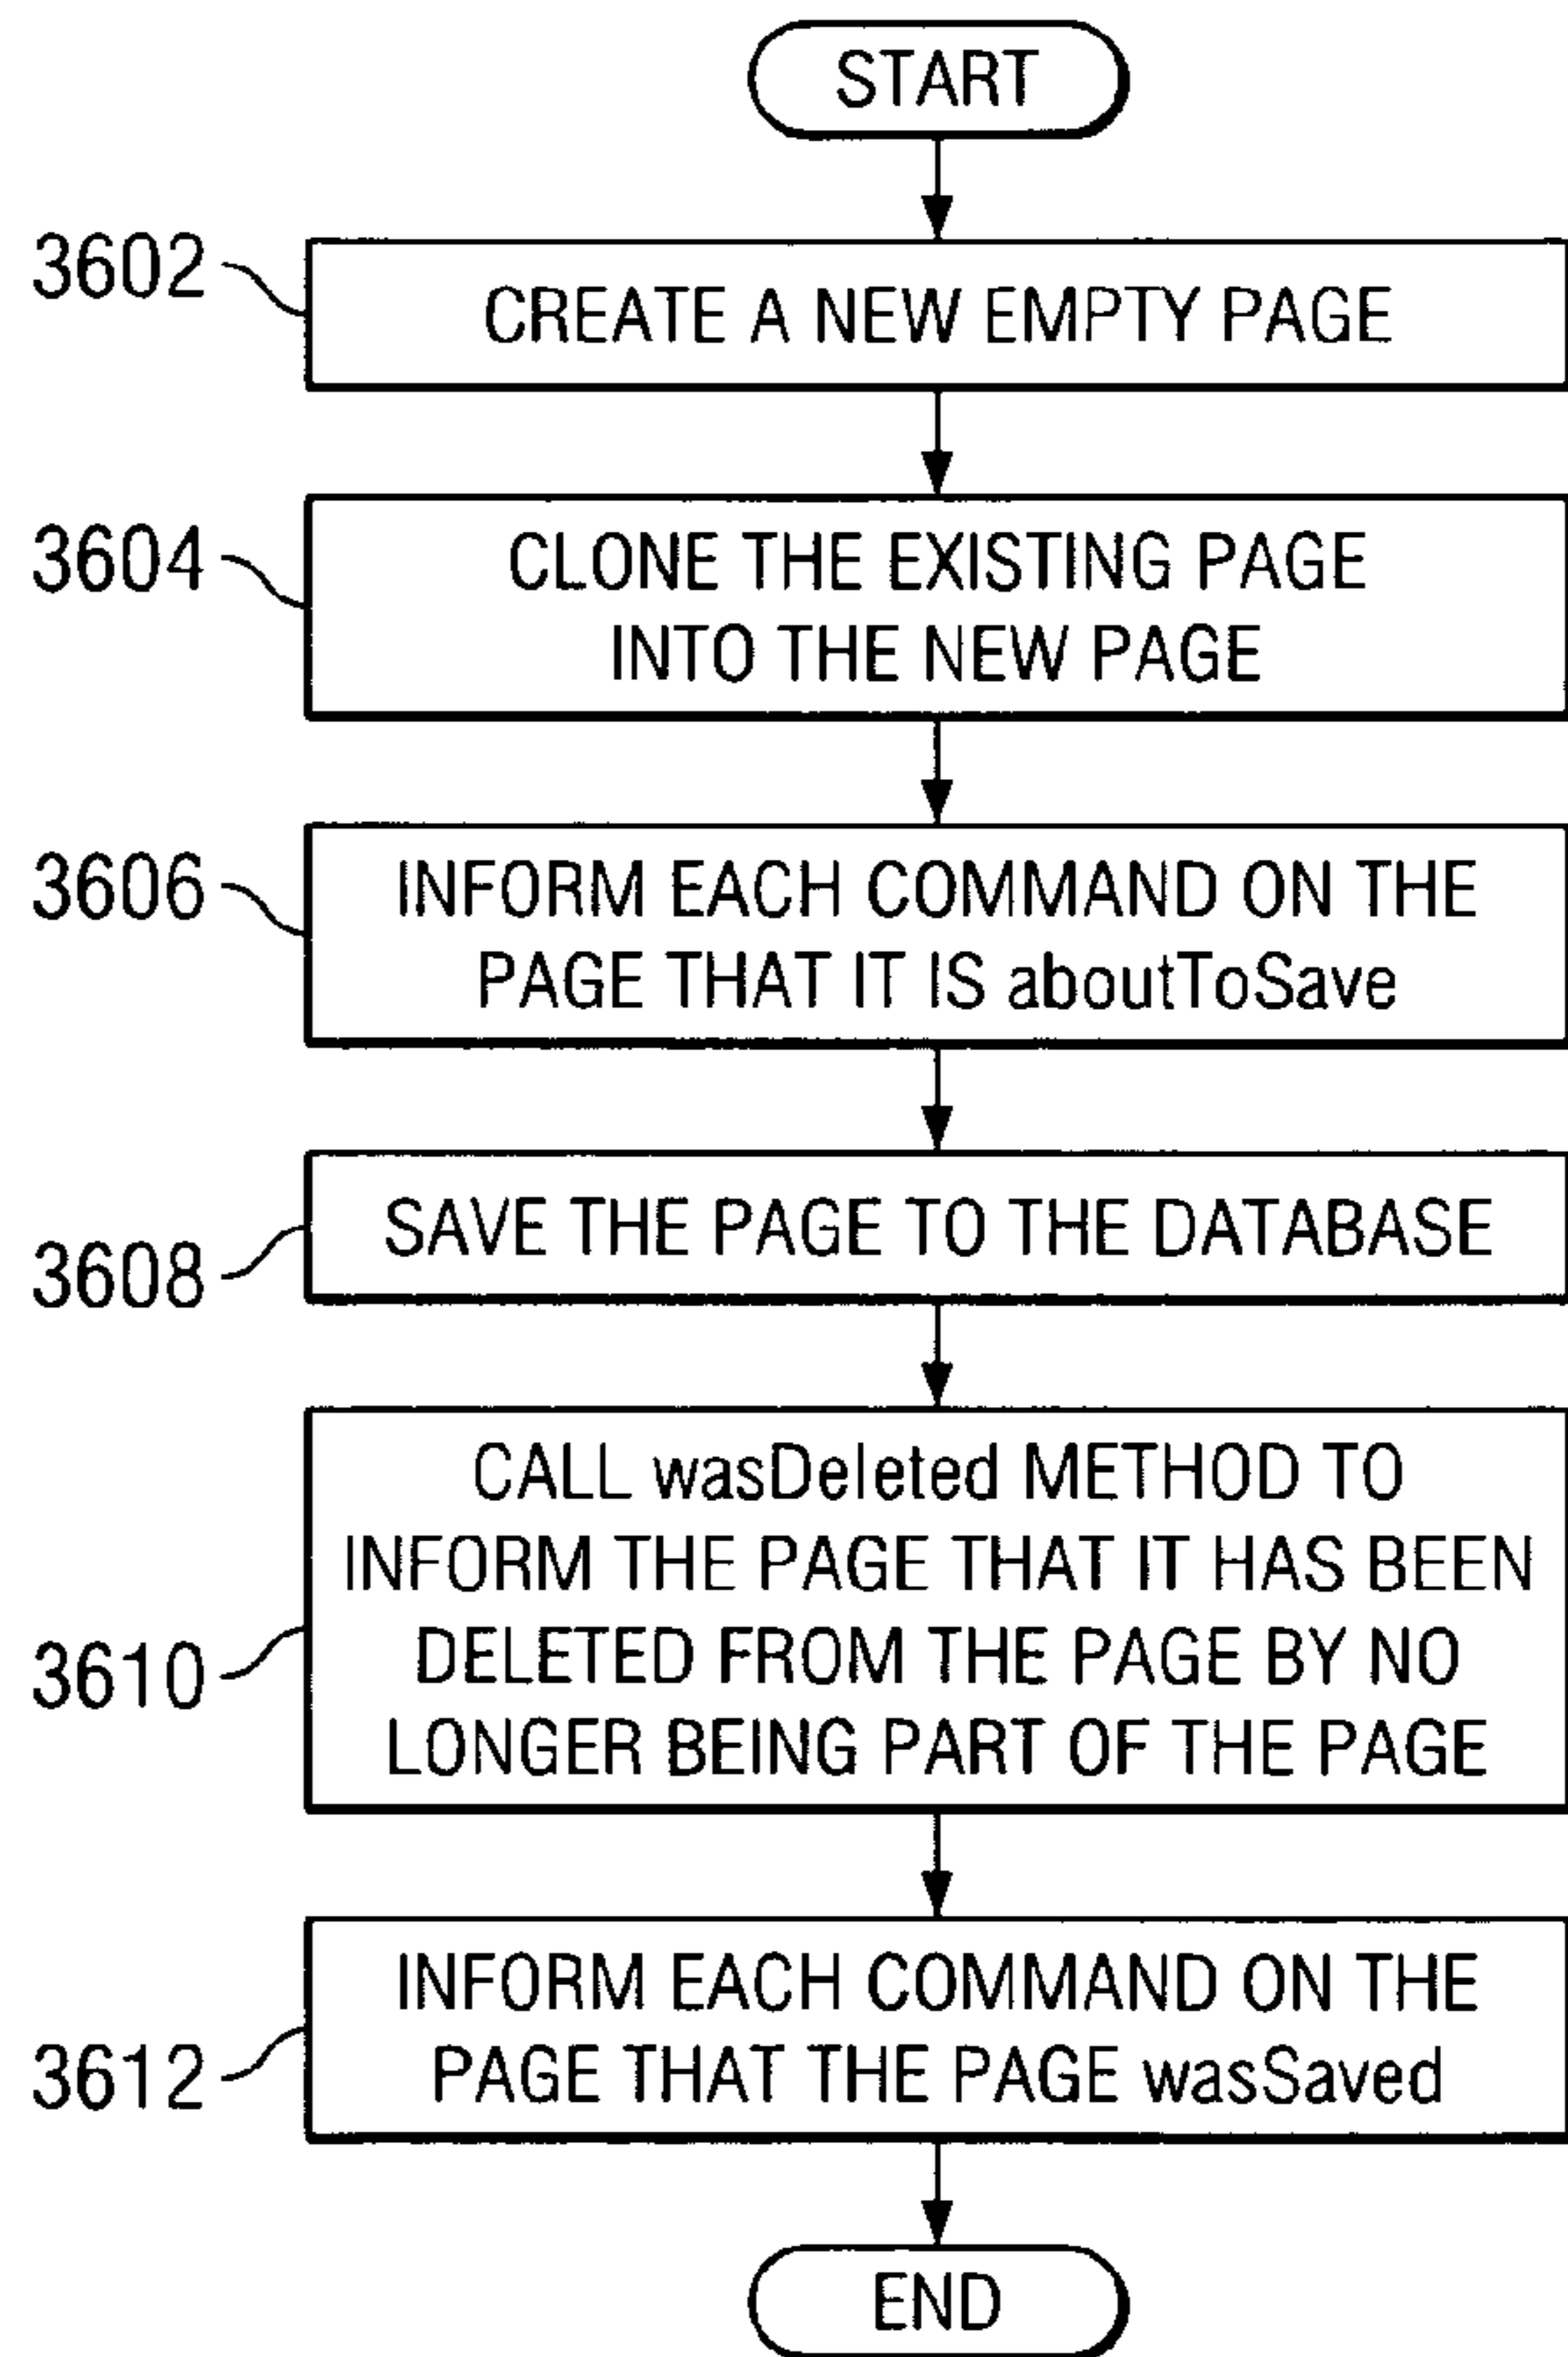 START
3602
CREATE A NEW EMPTY PAGE
3604
CLONE THE EXISTING PAGE
INTO THE NEW PAGE
3606
INFORM EACH COMMAND ON THE
PAGE THAT IT IS aboutToSave
3608
SAVE THE PAGE TO THE DATABASE
3610
CALL wasDeleted METHOD TO
INFORM THE PAGE THAT IT HAS BEEN
DELETED FROM THE PAGE BY NO
LONGER BEING PART OF THE PAGE
3612
INFORM EACH COMMAND ON THE
PAGE THAT THE PAGE wasSaved
END